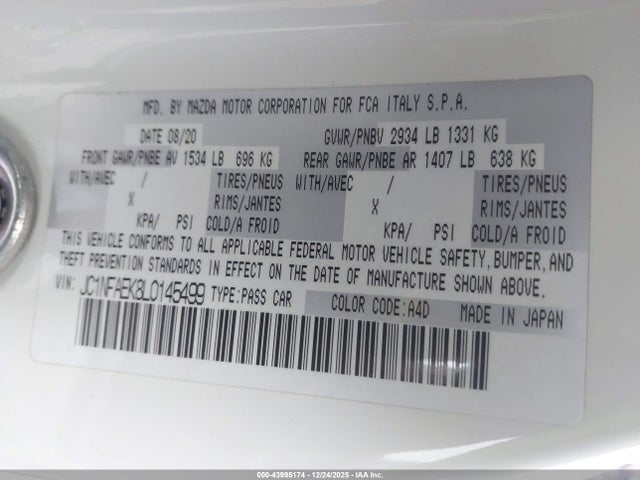 MFD. BY MAZDA MOTOR CORPORATION FOR FCA ITALY S.P.A.
DATE 08/20 GVWR/PNBV 2934 LB 1331 KG
FRONT GAWR/PNBE AV 1534 LB 696 KG REAR GAWR/PNBE AR 1407 LB 638 KG
WITH/AVEC / TIRES/PNEUS WITH/AVEC / TIRES/PNEUS
X RIMS/JANTES X RIMS/JANTES
KPA/ PSI COLD/A FROID KPA/ PSI COLD/A FROID
THIS VEHICLE CONFORMS TO ALL APPLICABLE FEDERAL MOTOR VEHICLE SAFETY, BUMPER, AND
THEFT PREVENTION STANDARDS IN EFFECT ON THE DATE OF MANUFACTURE SHOWN ABOVE.
VIN: JC1NFAEK8L0145499 TYPE: PASS CAR COLOR CODE: A4D MADE IN JAPAN
000-43995174 - 12/24/2025 - IAA Inc.